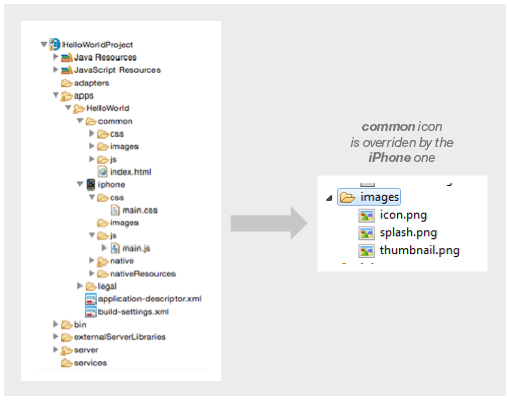 HelloWorldProject
Java Resources
JavaScript Resources
adapters
apps
HelloWorld
common
css
images
js
index.html
iphone
css
main.css
images
js
main.js
native
nativeResources
legal
application-descriptor.xml
build-settings.xml
bin
externalServerLibraries
server
services
common icon
is overriden by the
iPhone one
images
icon.png
splash.png
thumbnail.png